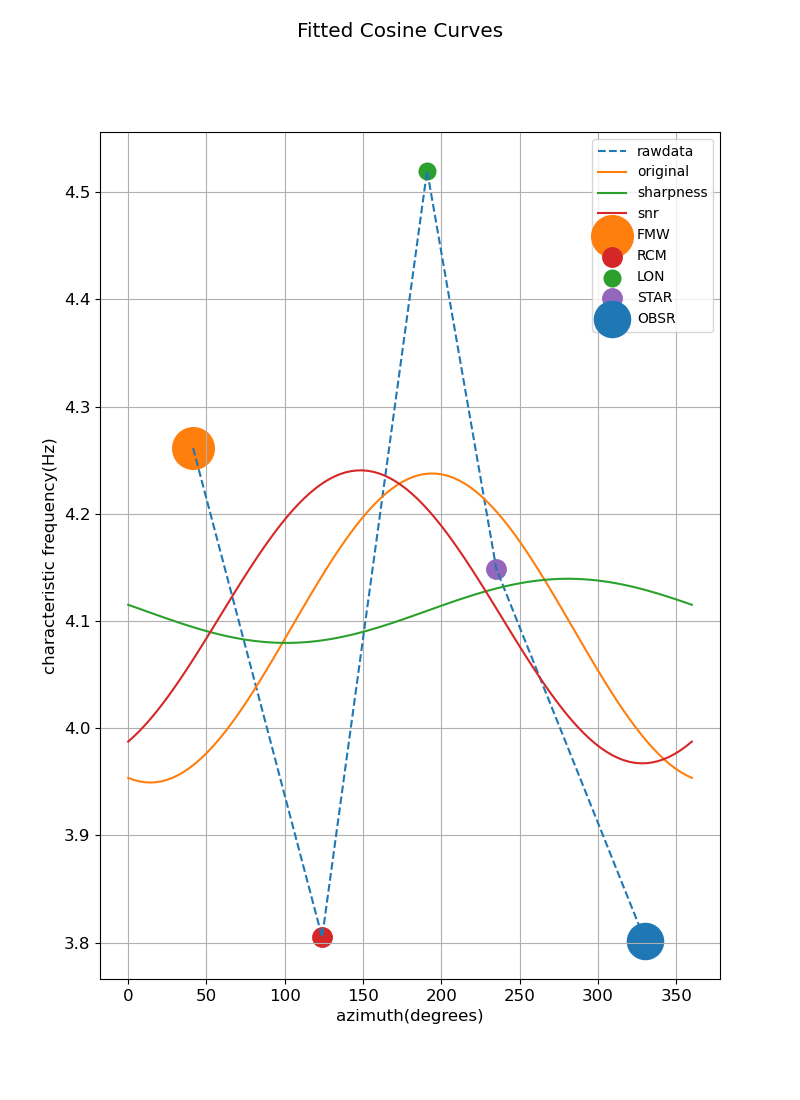 Fitted Cosine Curves
rawdata
original
sharpness
snr
FMW
RCM
LON
STAR
OBSR
characteristic frequency(Hz)
4.5
4.4
4.3
4.2
4.1
4.0
3.9
3.8
0 50 100 150 200 250 300 350
azimuth(degrees)